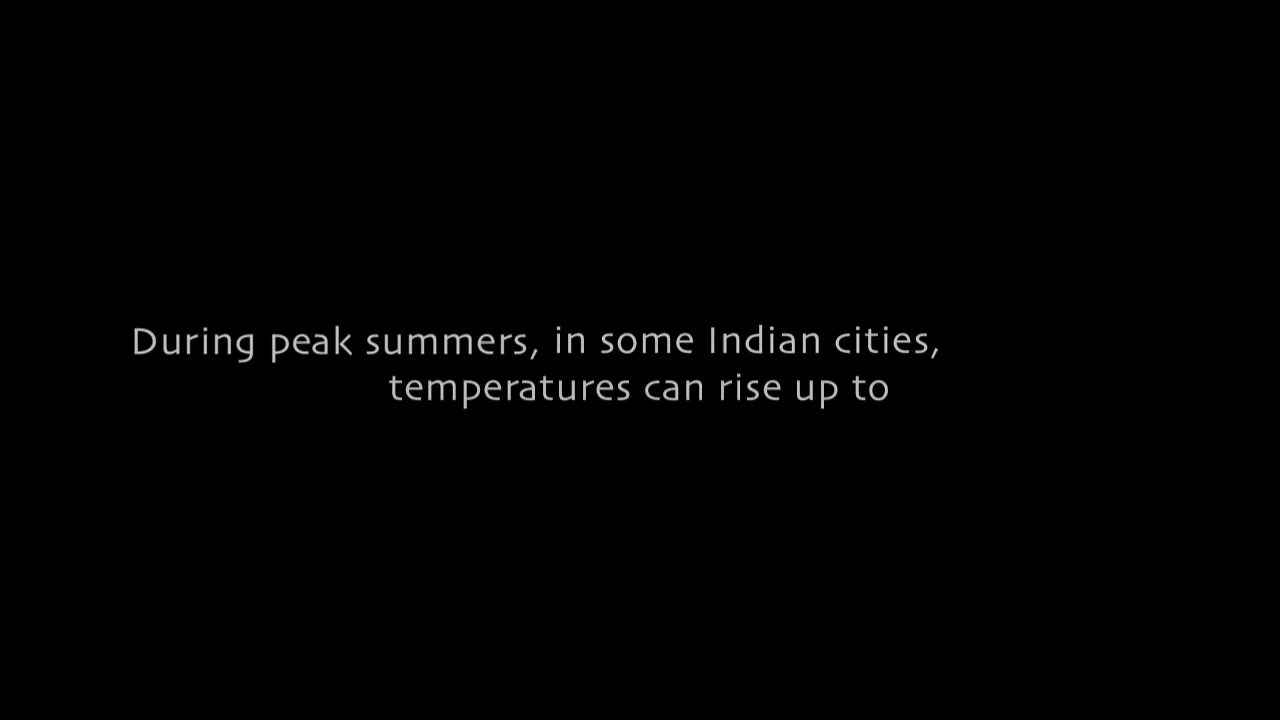 During peak summers, in some Indian cities,
temperatures can rise up to